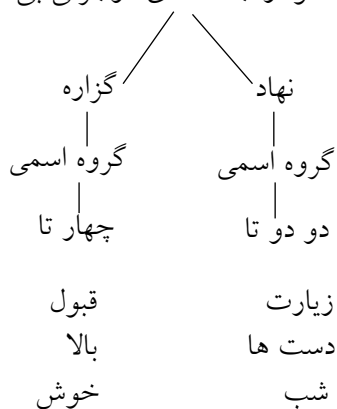 نهاد گزاره
گروه اسمی گروه اسمی
دو دو تا چهار تا
زیارت قبول
دست ها بالا
شب خوش